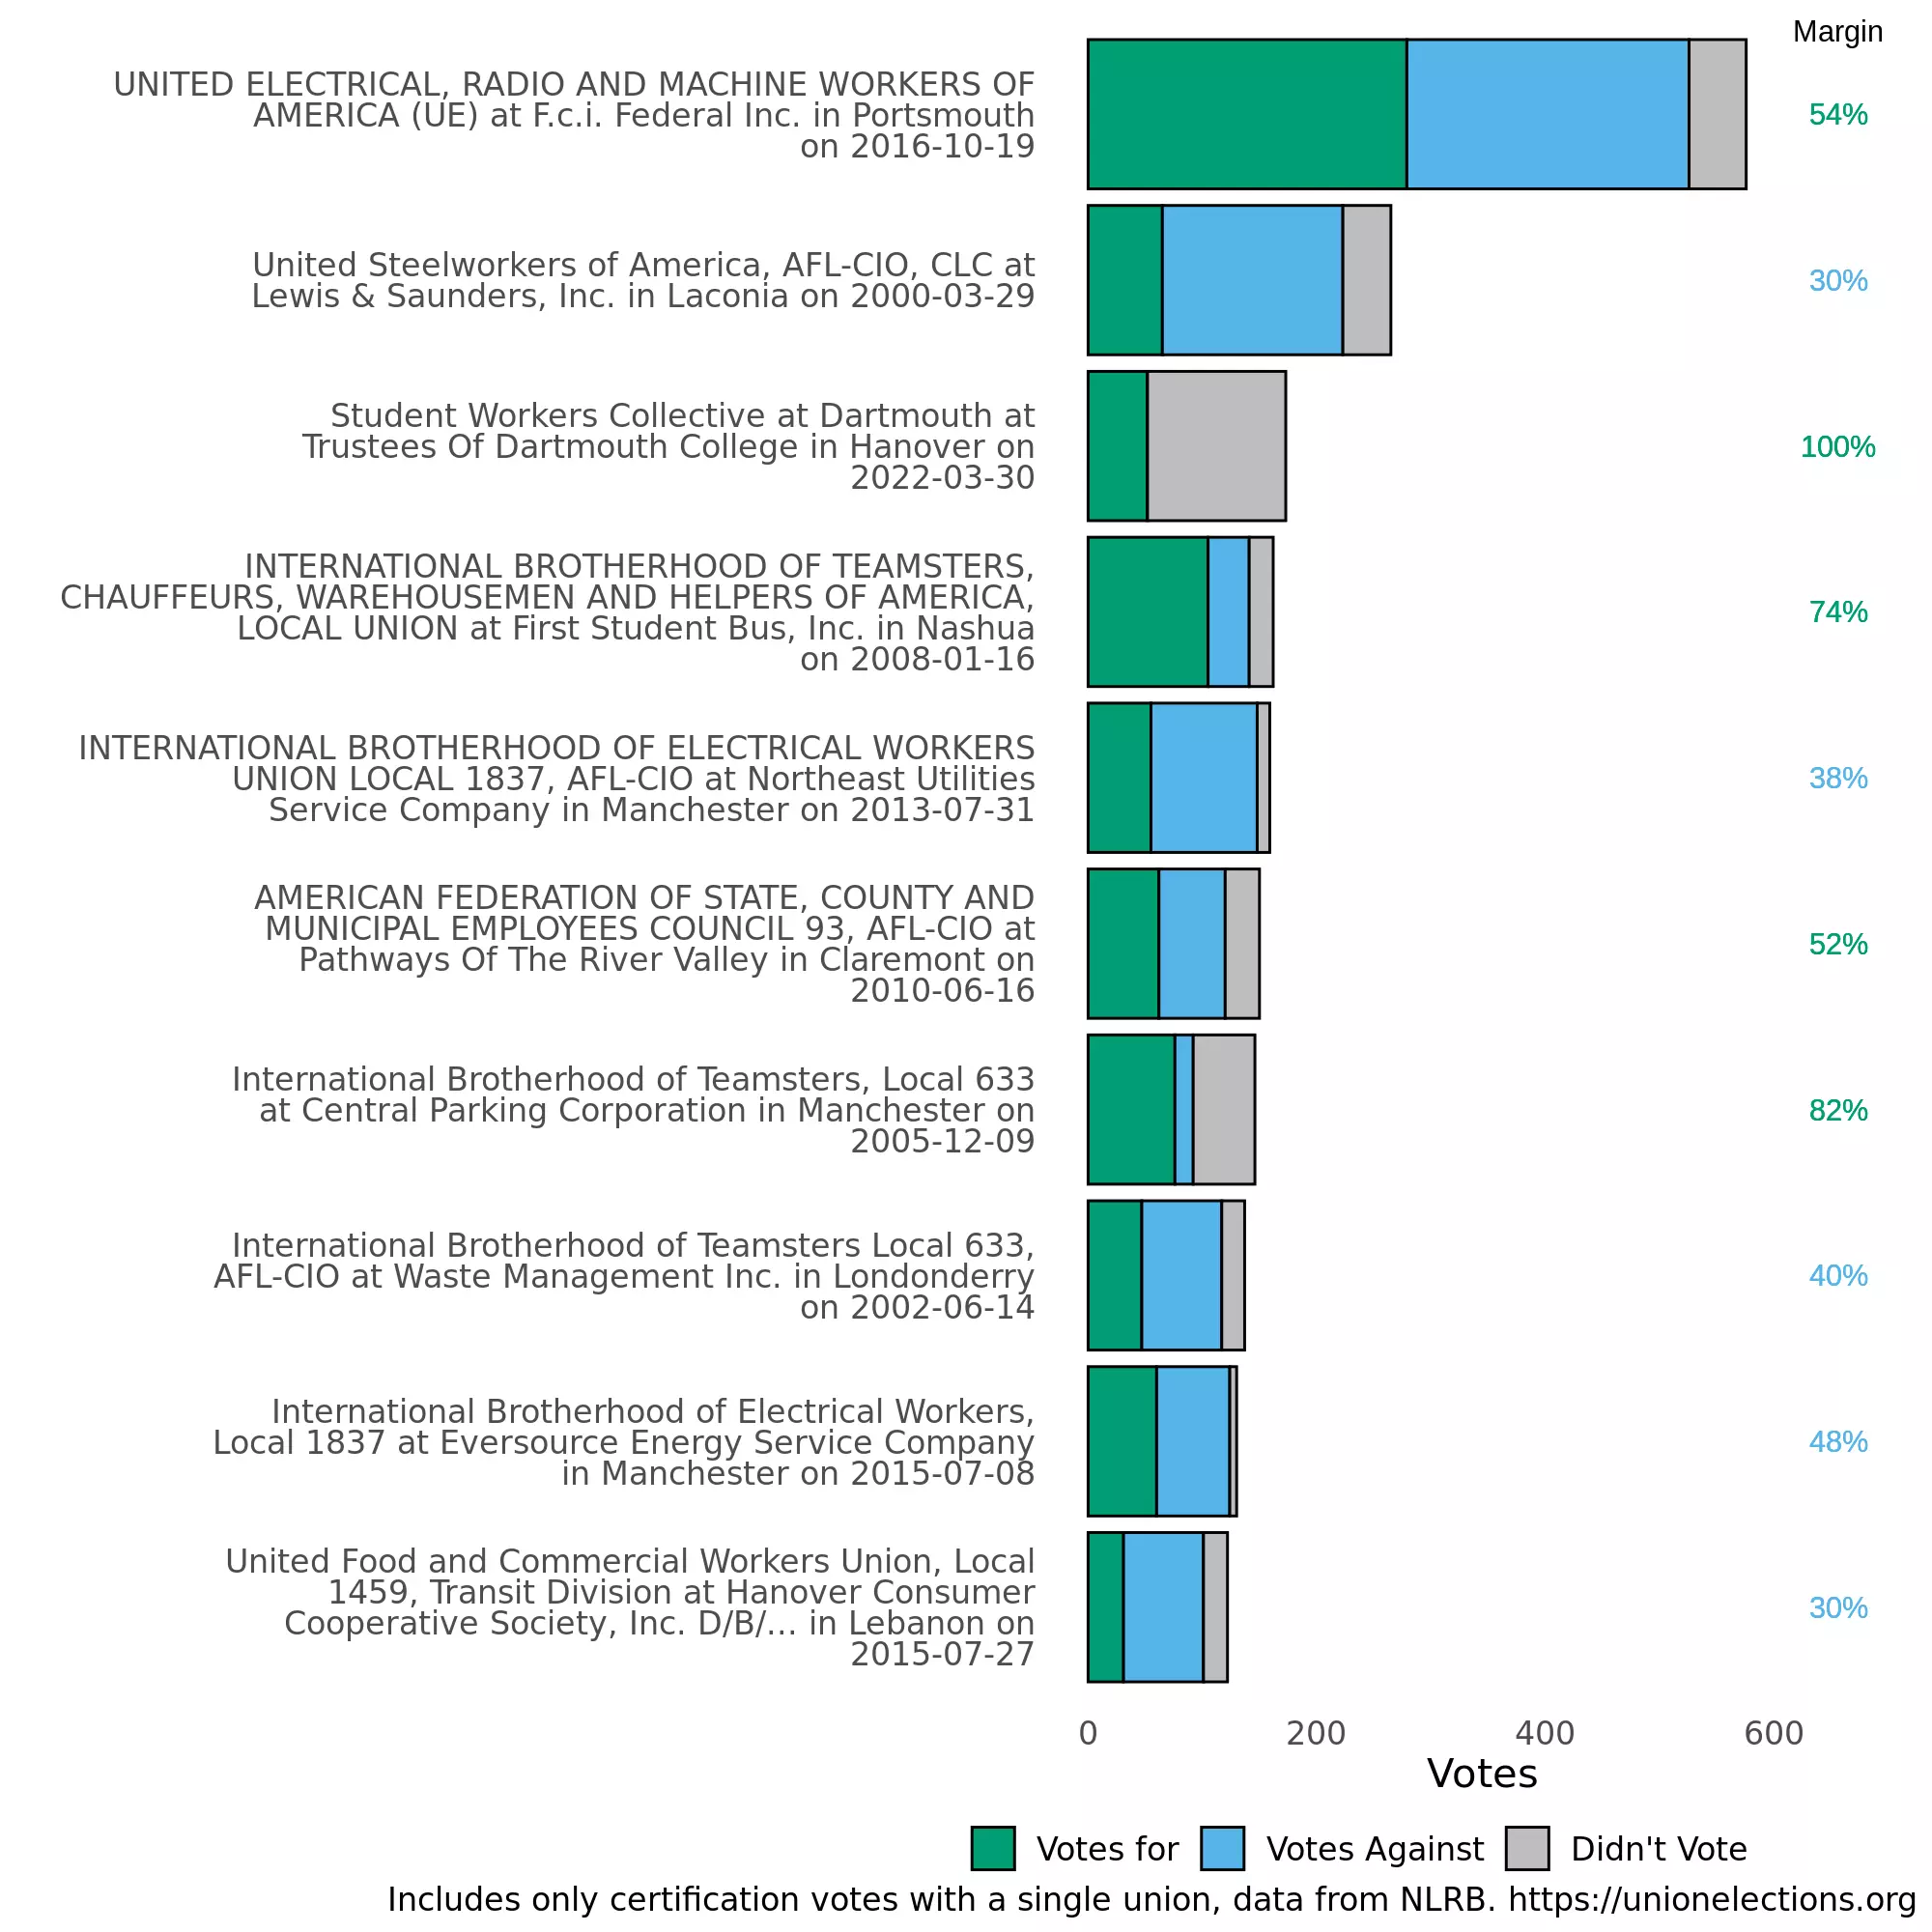 Margin
UNITED ELECTRICAL, RADIO AND MACHINE WORKERS OF
AMERICA (UE) at F.c.i. Federal Inc. in Portsmouth
on 2016-10-19
54%
United Steelworkers of America, AFL-CIO, CLC at
Lewis & Saunders, Inc. in Laconia on 2000-03-29
30%
Student Workers Collective at Dartmouth at
Trustees Of Dartmouth College in Hanover on
2022-03-30
100%
INTERNATIONAL BROTHERHOOD OF TEAMSTERS,
CHAUFFEURS, WAREHOUSEMEN AND HELPERS OF AMERICA,
LOCAL UNION at First Student Bus, Inc. in Nashua
on 2008-01-16
74%
INTERNATIONAL BROTHERHOOD OF ELECTRICAL WORKERS
UNION LOCAL 1837, AFL-CIO at Northeast Utilities
Service Company in Manchester on 2013-07-31
38%
AMERICAN FEDERATION OF STATE, COUNTY AND
MUNICIPAL EMPLOYEES COUNCIL 93, AFL-CIO at
Pathways Of The River Valley in Claremont on
2010-06-16
52%
International Brotherhood of Teamsters, Local 633
at Central Parking Corporation in Manchester on
2005-12-09
82%
International Brotherhood of Teamsters Local 633,
AFL-CIO at Waste Management Inc. in Londonderry
on 2002-06-14
40%
International Brotherhood of Electrical Workers,
Local 1837 at Eversource Energy Service Company
in Manchester on 2015-07-08
48%
United Food and Commercial Workers Union, Local
1459, Transit Division at Hanover Consumer
Cooperative Society, Inc. D/B/... in Lebanon on
2015-07-27
30%
0 200 400 600
Votes
Votes for Votes Against Didn't Vote
Includes only certification votes with a single union, data from NLRB. https://unionelections.org